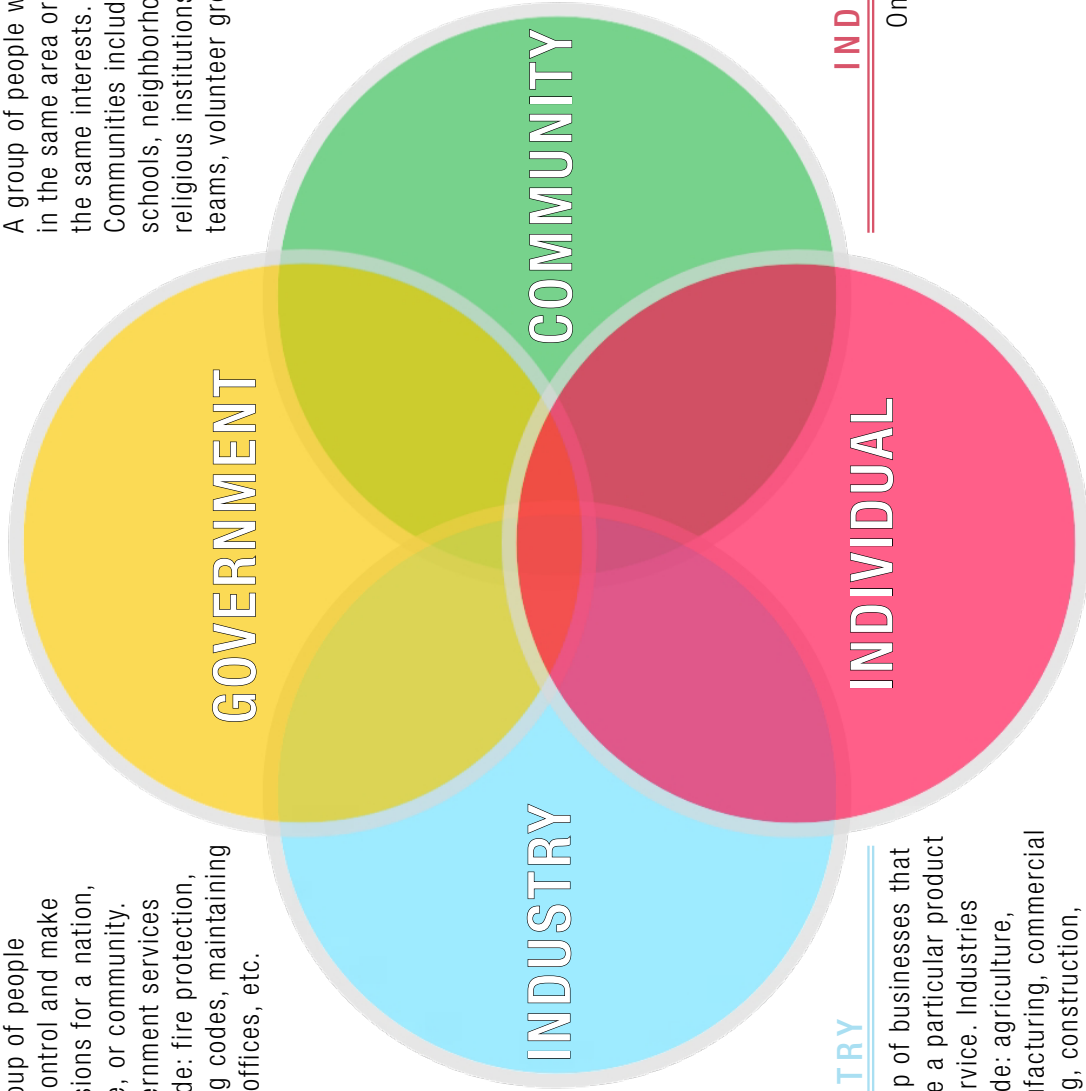 oup of people
ontrol and make
sions for a nation,
e, or community.
ernment services
de: fire protection,
g codes, maintaining
offices, etc.
A group of people w
in the same area or
the same interests.
Communities includ
schools, neighborho
religious institutions
teams, volunteer gro
GOVERNMENT
INDUSTRY
COMMUNITY
INDIVIDUAL
TRY
p of businesses that
e a particular product
rvice. Industries
de: agriculture,
facturing, commercial
g, construction,
IND
On